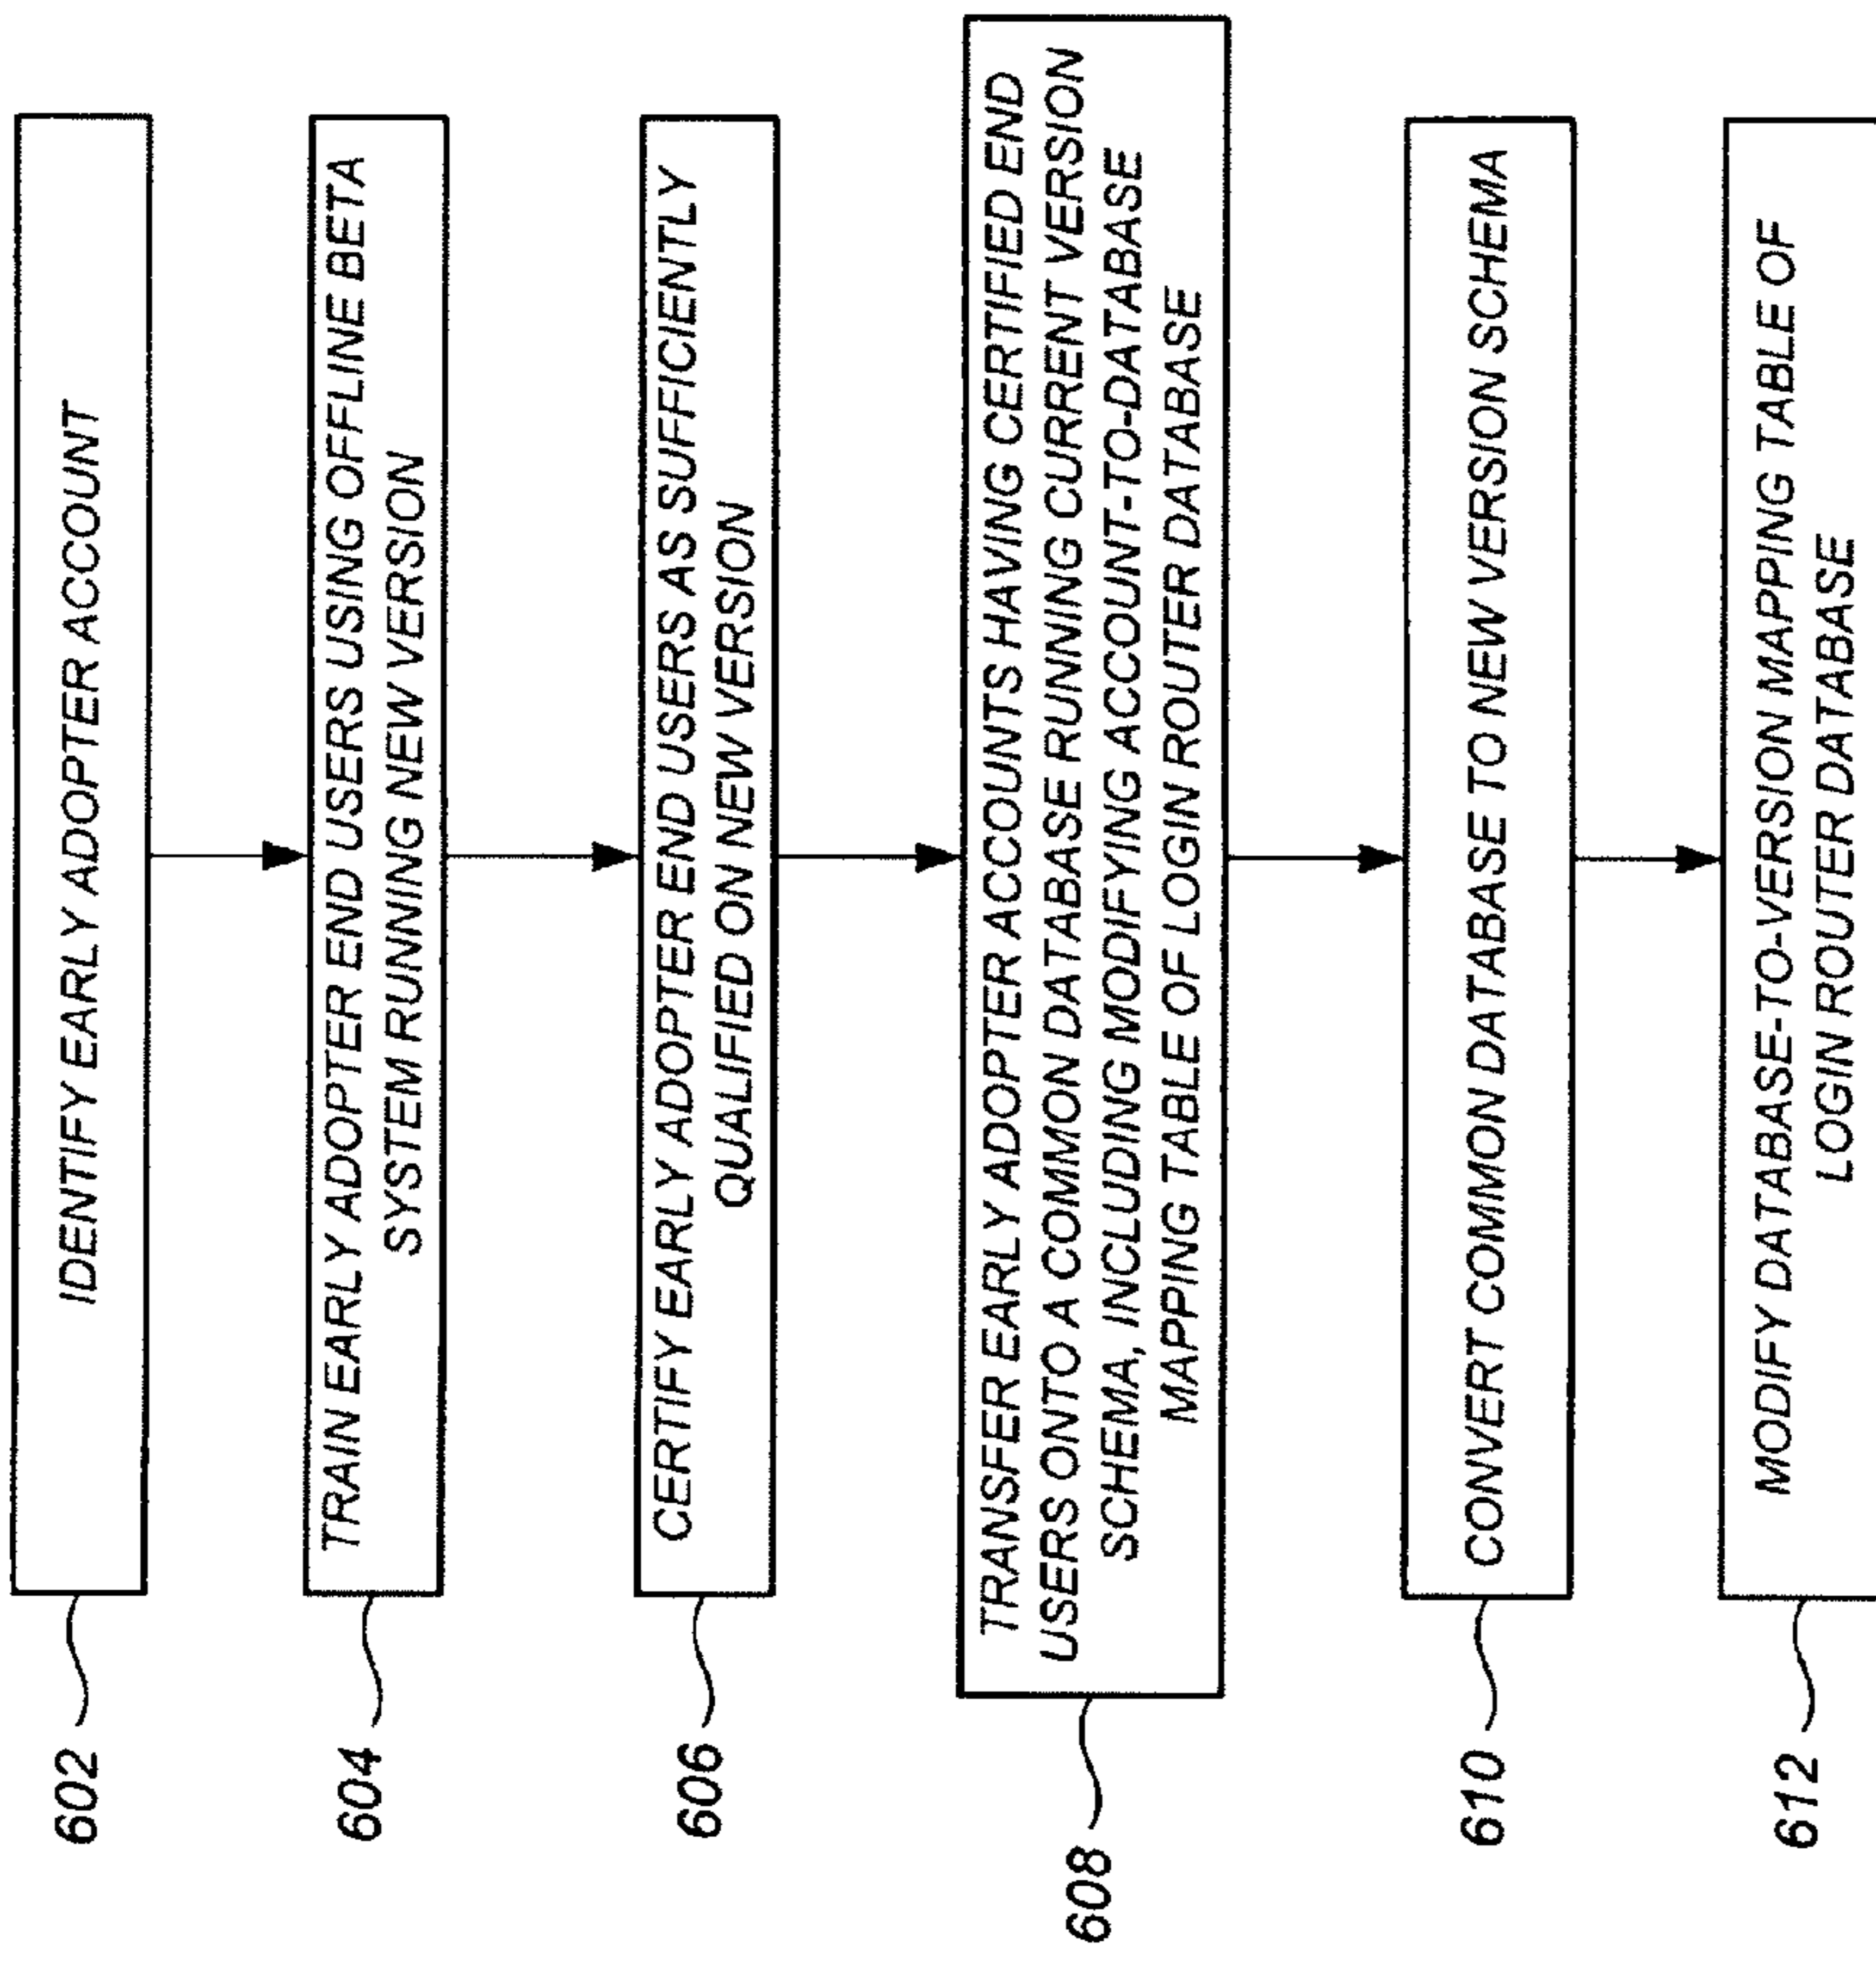 602
IDENTIFY EARLY ADOPTER ACCOUNT
604
TRAIN EARLY ADOPTER END USERS USING OFFLINE BETA
SYSTEM RUNNING NEW VERSION
606
CERTIFY EARLY ADOPTER END USERS AS SUFFICIENTLY
QUALIFIED ON NEW VERSION
608
TRANSFER EARLY ADOPTER ACCOUNTS HAVING CERTIFIED END
USERS ONTO A COMMON DATABASE RUNNING CURRENT VERSION
SCHEMA, INCLUDING MODIFYING ACCOUNT-TO-DATABASE
MAPPING TABLE OF LOGIN ROUTER DATABASE
610
CONVERT COMMON DATABASE TO NEW VERSION SCHEMA
612
MODIFY DATABASE-TO-VERSION MAPPING TABLE OF
LOGIN ROUTER DATABASE